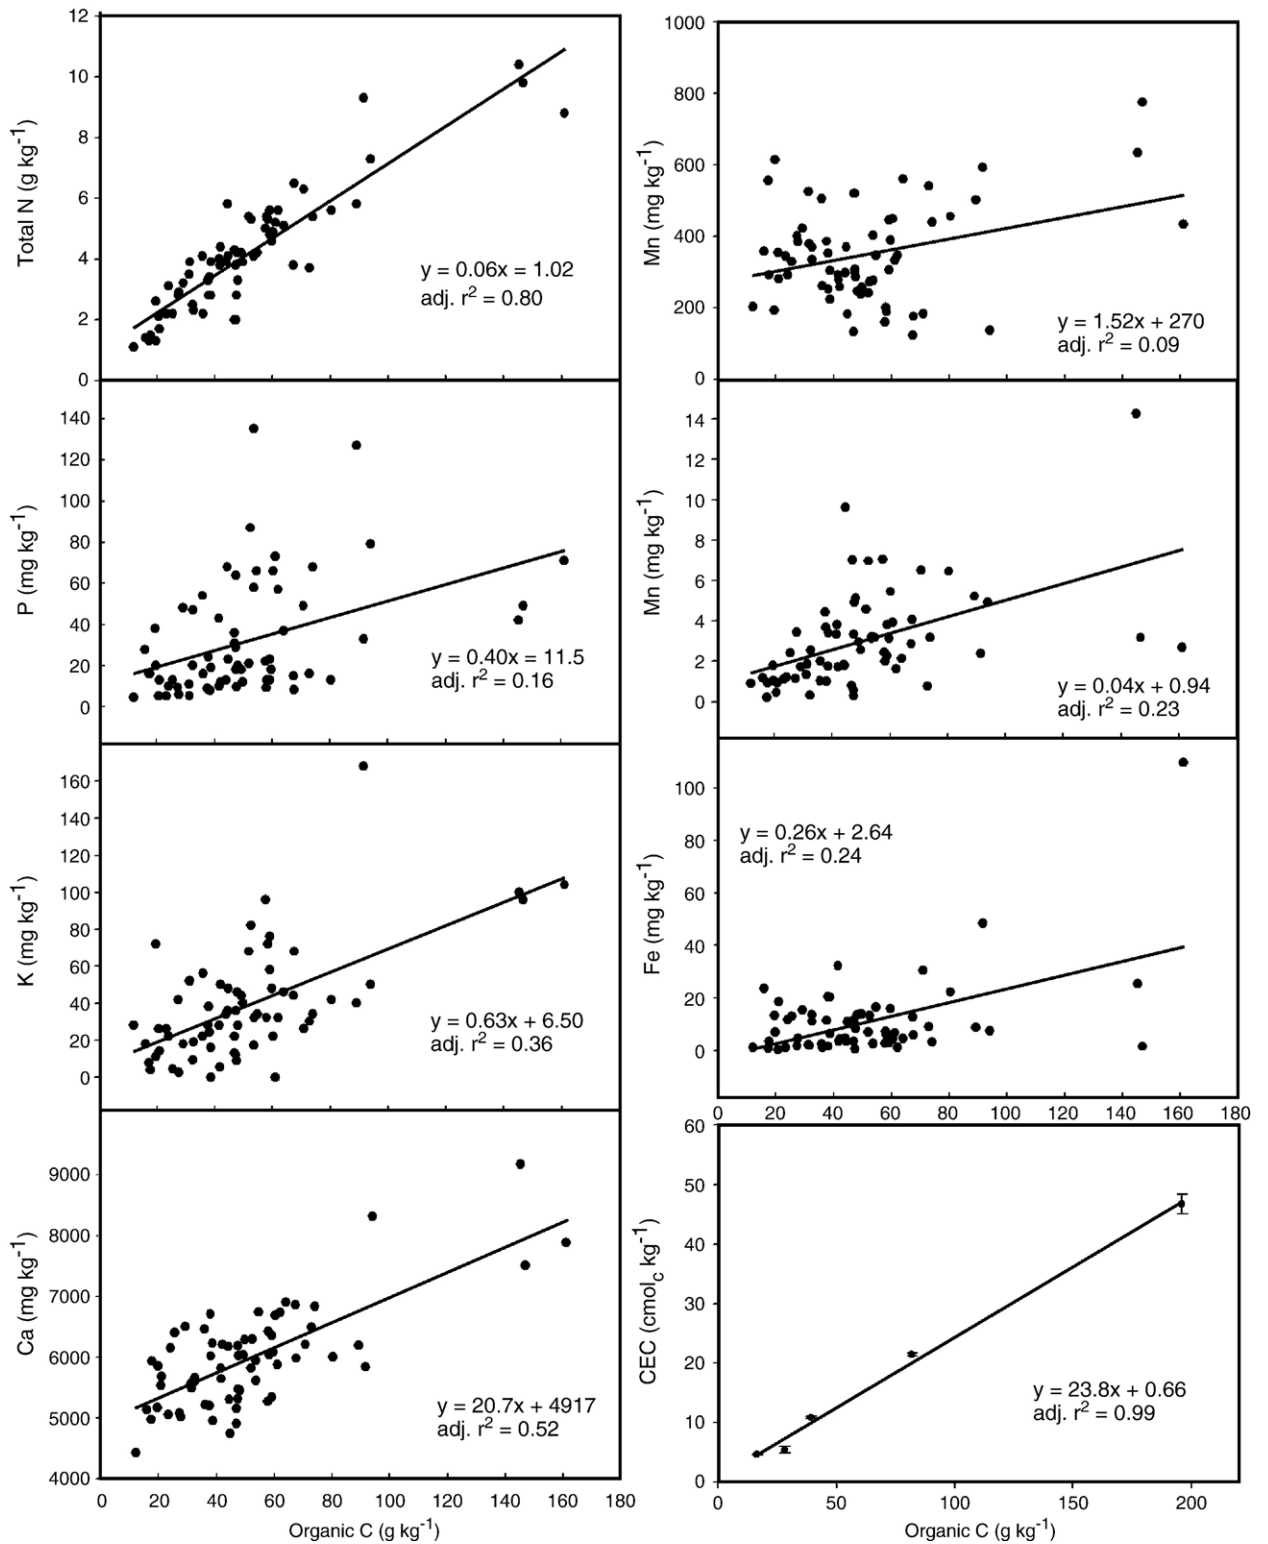 12
10
8
6
4
2
0
Total N (g kg-1)
y = 0.06x = 1.02
adj. r2 = 0.80
1000
800
600
400
200
0
Mn (mg kg-1)
y = 1.52x + 270
adj. r2 = 0.09
140
120
100
80
60
40
20
0
P (mg kg-1)
y = 0.40x = 11.5
adj. r2 = 0.16
14
12
10
8
6
4
2
0
Mn (mg kg-1)
y = 0.04x + 0.94
adj. r2 = 0.23
160
140
120
100
80
60
40
20
0
K (mg kg-1)
y = 0.63x + 6.50
adj. r2 = 0.36
100
80
60
40
20
0
Fe (mg kg-1)
y = 0.26x + 2.64
adj. r2 = 0.24
0 20 40 60 80 100 120 140 160 180
9000
8000
7000
6000
5000
4000
Ca (mg kg-1)
y = 20.7x + 4917
adj. r2 = 0.52
0 20 40 60 80 100 120 140 160 180
Organic C (g kg-1)
60
50
40
30
20
10
0
CEC (cmolc kg-1)
y = 23.8x + 0.66
adj. r2 = 0.99
0 50 100 150 200
Organic C (g kg-1)